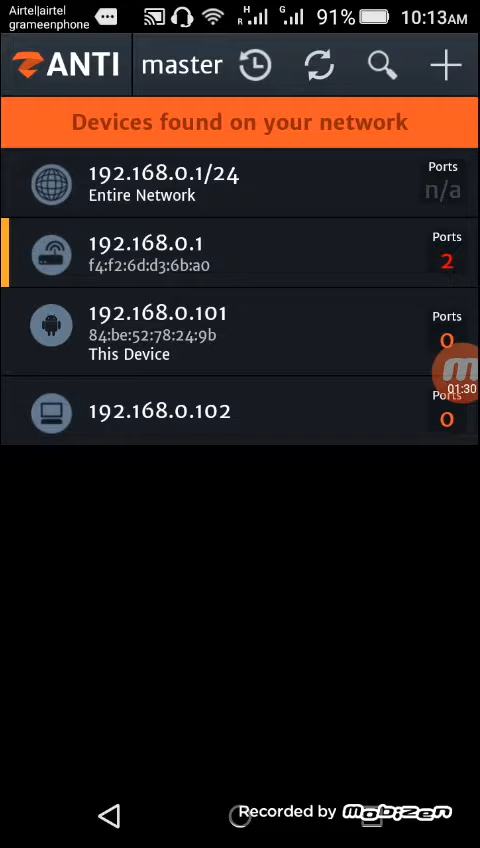 Airtel|airtel
grameenphone
H
R
G
91%
10:13AM
ANTI
master
Devices found on your network
192.168.0.1/24
Entire Network
Ports
n/a
192.168.0.1
f4:f2:6d:d3:6b:a0
Ports
2
192.168.0.101
84:be:52:78:24:9b
This Device
Ports
0
01:30
192.168.0.102
Ports
0
Recorded by mobizen